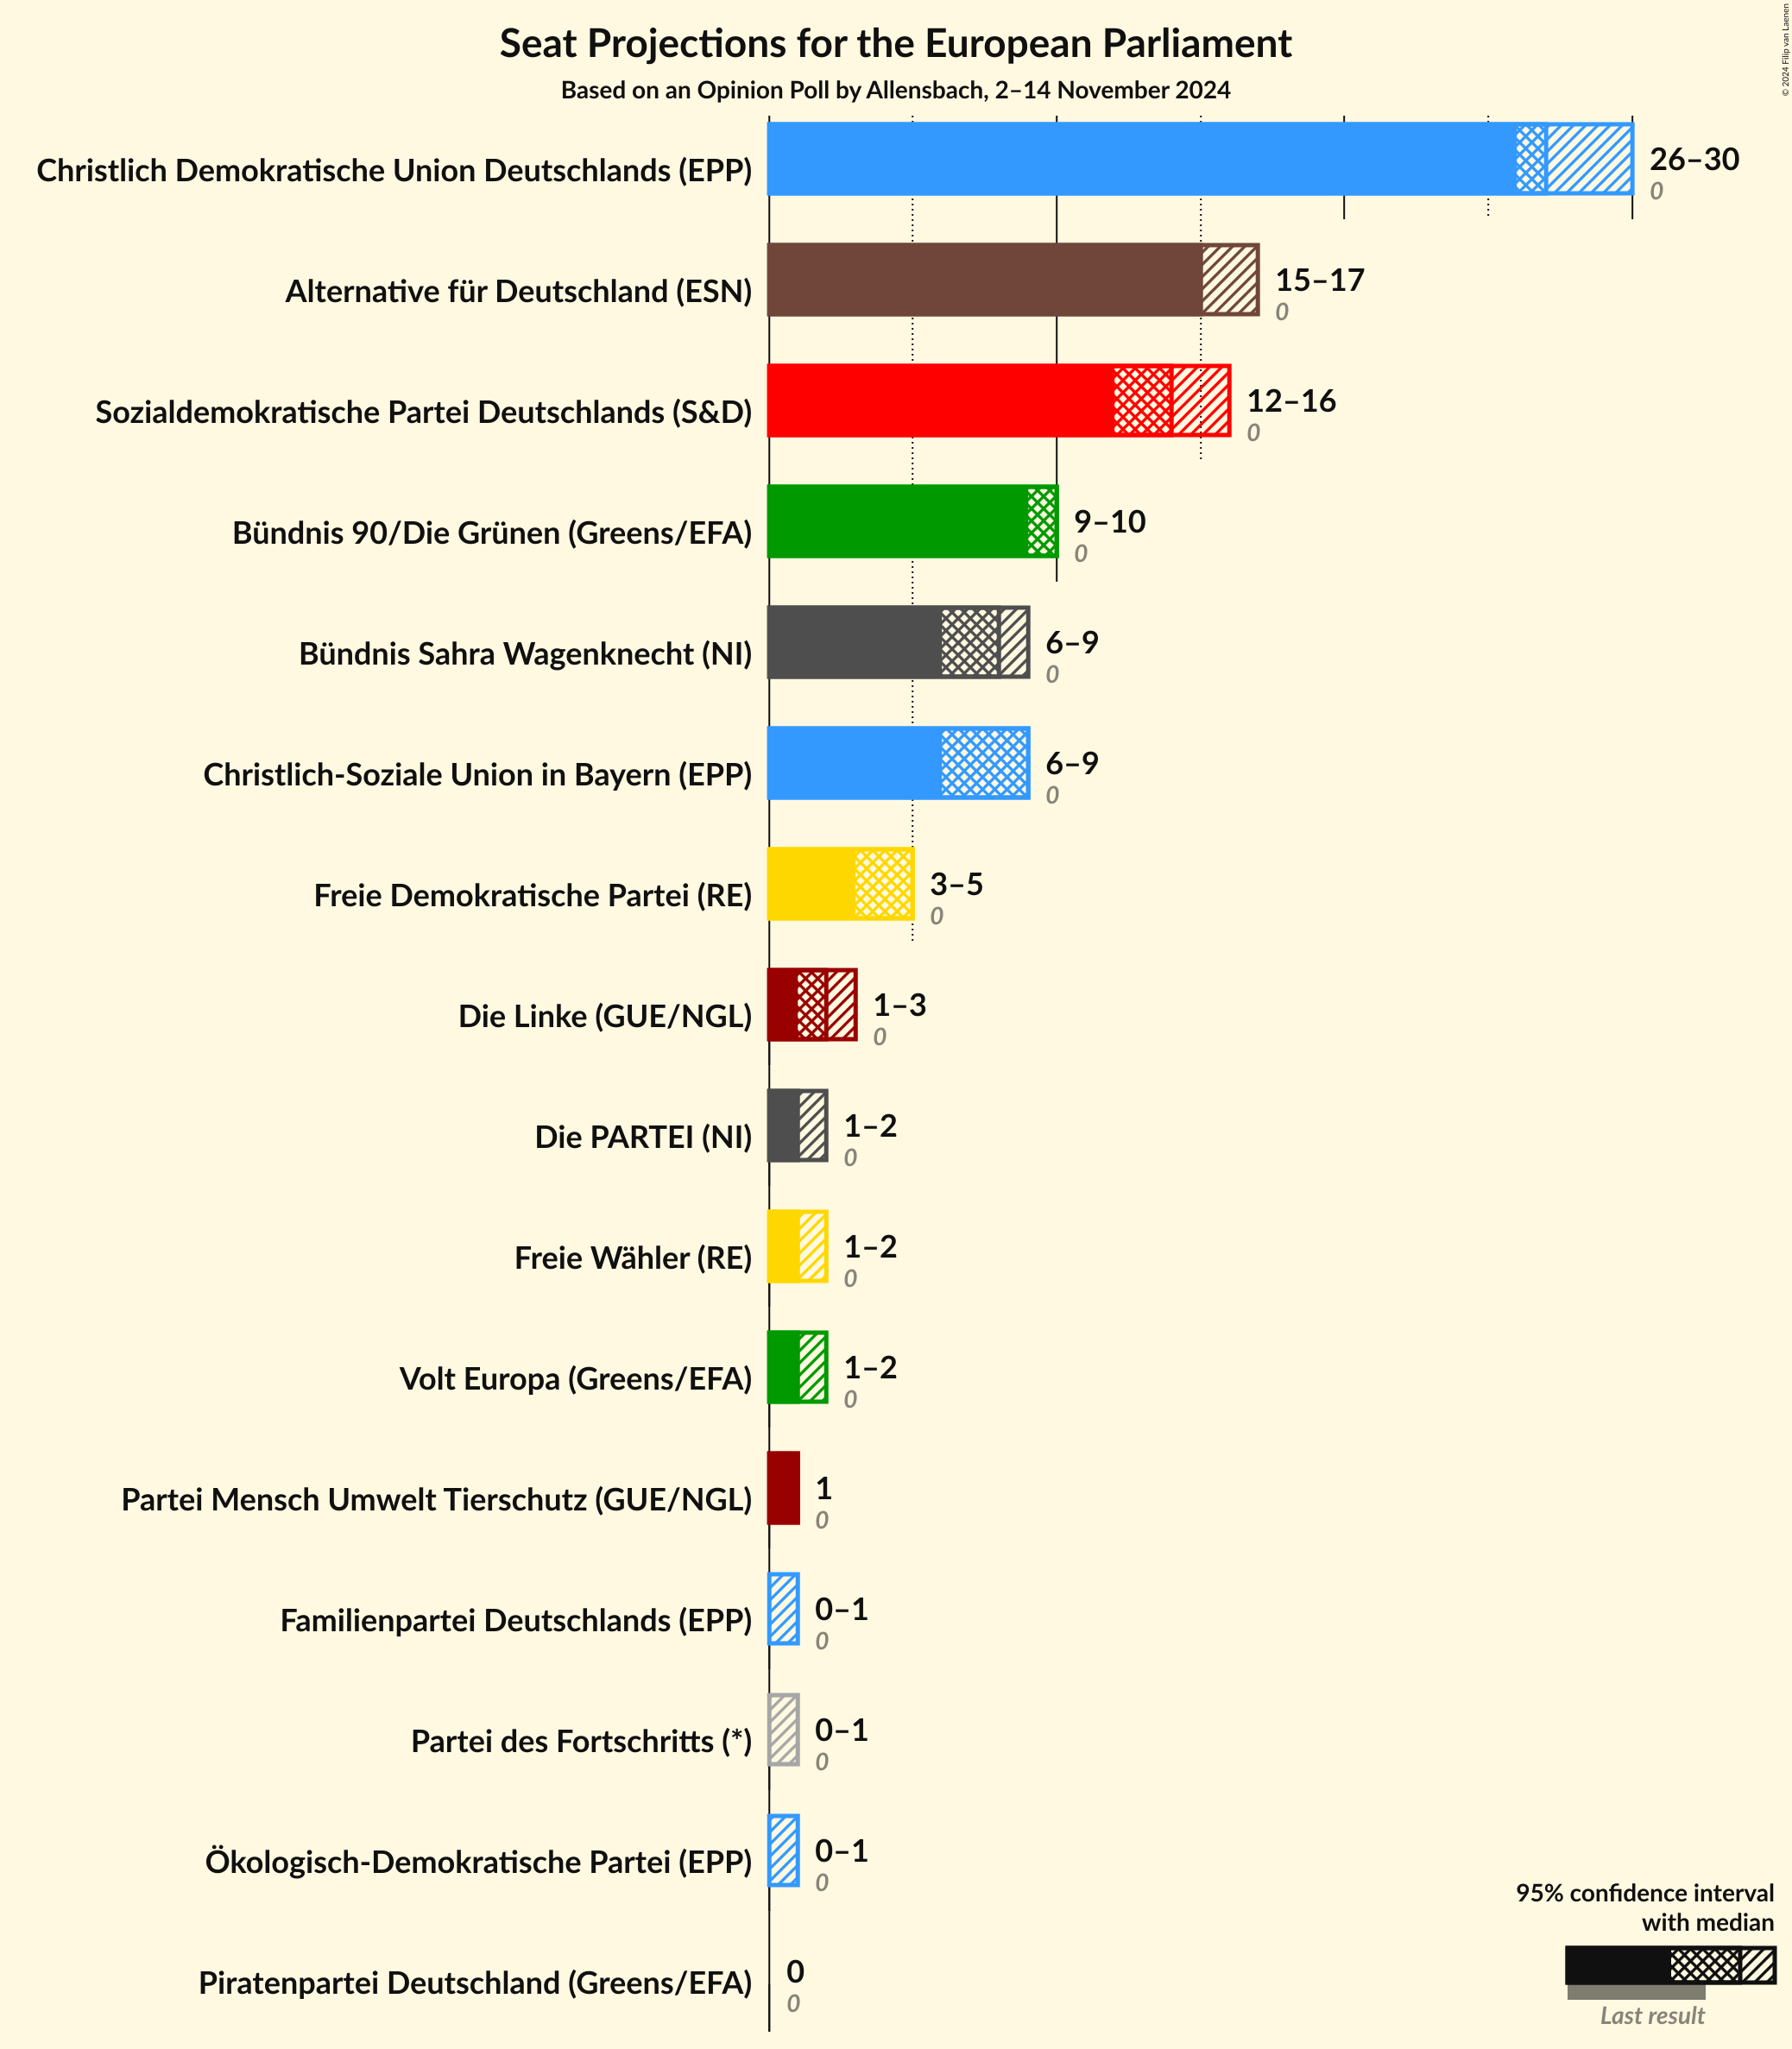 Seat Projections for the European Parliament
Based on an Opinion Poll by Allensbach, 2–14 November 2024
© 2024 Filip van Laenen
Christlich Demokratische Union Deutschlands (EPP)
26–30
0
Alternative für Deutschland (ESN)
15–17
0
Sozialdemokratische Partei Deutschlands (S&D)
12–16
0
Bündnis 90/Die Grünen (Greens/EFA)
9–10
0
Bündnis Sahra Wagenknecht (NI)
6–9
0
Christlich-Soziale Union in Bayern (EPP)
6–9
0
Freie Demokratische Partei (RE)
3–5
0
Die Linke (GUE/NGL)
1–3
0
Die PARTEI (NI)
1–2
0
Freie Wähler (RE)
1–2
0
Volt Europa (Greens/EFA)
1–2
0
Partei Mensch Umwelt Tierschutz (GUE/NGL)
1
0
Familienpartei Deutschlands (EPP)
0–1
0
Partei des Fortschritts (*)
0–1
0
Ökologisch-Demokratische Partei (EPP)
0–1
0
Piratenpartei Deutschland (Greens/EFA)
0
0
95% confidence interval
with median
Last result